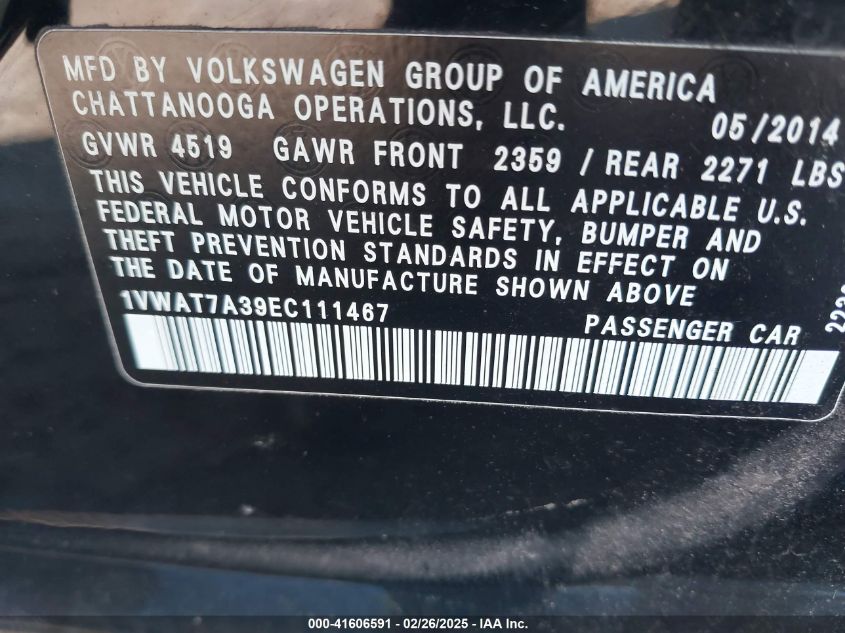 MFD BY VOLKSWAGEN GROUP OF AMERICA
CHATTANOOGA OPERATIONS, LLC. 05/2014
GVWR 4519 GAWR FRONT 2359 / REAR 2271 LBS
THIS VEHICLE CONFORMS TO ALL APPLICABLE U.S.
FEDERAL MOTOR VEHICLE SAFETY, BUMPER AND
THEFT PREVENTION STANDARDS IN EFFECT ON
THE DATE OF MANUFACTURE SHOWN ABOVE
1VWAT7A39EC111467 PASSENGER CAR
000-41606591 - 02/26/2025 - IAA Inc.